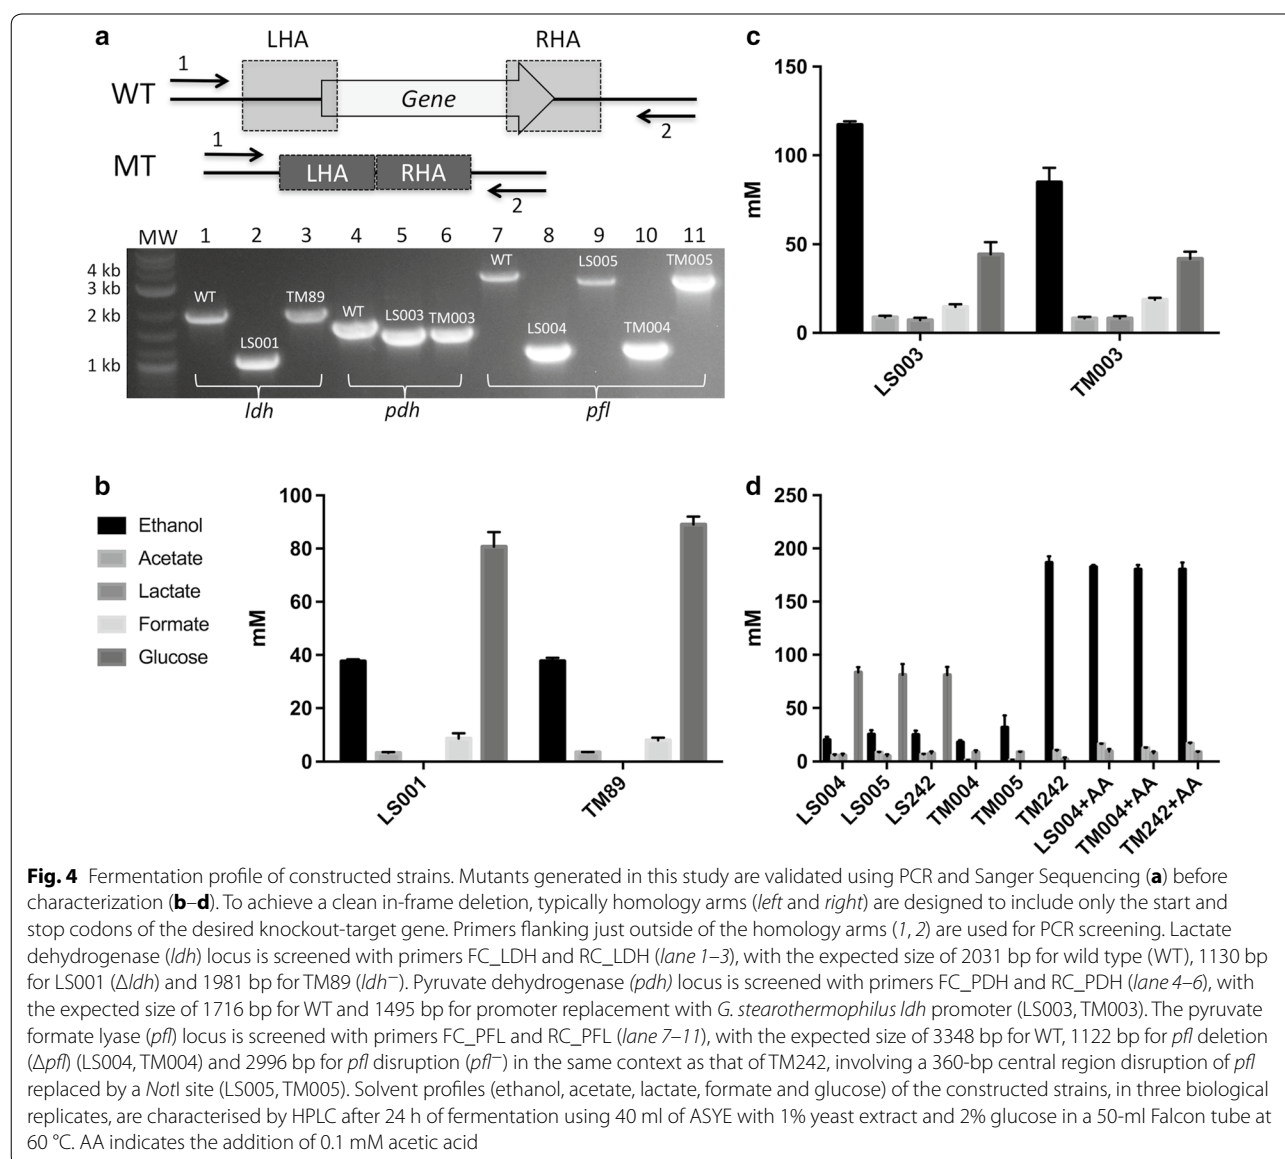 a
LHA
RHA
1
WT
Gene
2
1
MT
LHA
RHA
2
MW 1 2 3 4 5 6 7 8 9 10 11
4 kb
3 kb
2 kb
1 kb
WT
LS001
TM89
WT
LS003
TM003
WT
LS004
LS005
TM004
TM005
ldh
pdh
pfl
c
150
100
50
0
mM
LS003
TM003
b
Ethanol
Acetate
Lactate
Formate
Glucose
100
80
60
40
20
0
mM
LS001
TM89
d
250
200
150
100
50
0
mM
LS004
LS005
LS242
TM004
TM005
TM242
LS004+AA
TM004+AA
TM242+AA
Fig. 4 Fermentation profile of constructed strains. Mutants generated in this study are validated using PCR and Sanger Sequencing (a) before
characterization (b–d). To achieve a clean in-frame deletion, typically homology arms (left and right) are designed to include only the start and
stop codons of the desired knockout-target gene. Primers flanking just outside of the homology arms (1, 2) are used for PCR screening. Lactate
dehydrogenase (ldh) locus is screened with primers FC_LDH and RC_LDH (lane 1–3), with the expected size of 2031 bp for wild type (WT), 1130 bp
for LS001 (Δldh) and 1981 bp for TM89 (ldh⁻). Pyruvate dehydrogenase (pdh) locus is screened with primers FC_PDH and RC_PDH (lane 4–6), with
the expected size of 1716 bp for WT and 1495 bp for promoter replacement with G. stearothermophilus ldh promoter (LS003, TM003). The pyruvate
formate lyase (pfl) locus is screened with primers FC_PFL and RC_PFL (lane 7–11), with the expected size of 3348 bp for WT, 1122 bp for pfl deletion
(Δpfl) (LS004, TM004) and 2996 bp for pfl disruption (pfl⁻) in the same context as that of TM242, involving a 360-bp central region disruption of pfl
replaced by a NotI site (LS005, TM005). Solvent profiles (ethanol, acetate, lactate, formate and glucose) of the constructed strains, in three biological
replicates, are characterised by HPLC after 24 h of fermentation using 40 ml of ASYE with 1% yeast extract and 2% glucose in a 50-ml Falcon tube at
60 °C. AA indicates the addition of 0.1 mM acetic acid